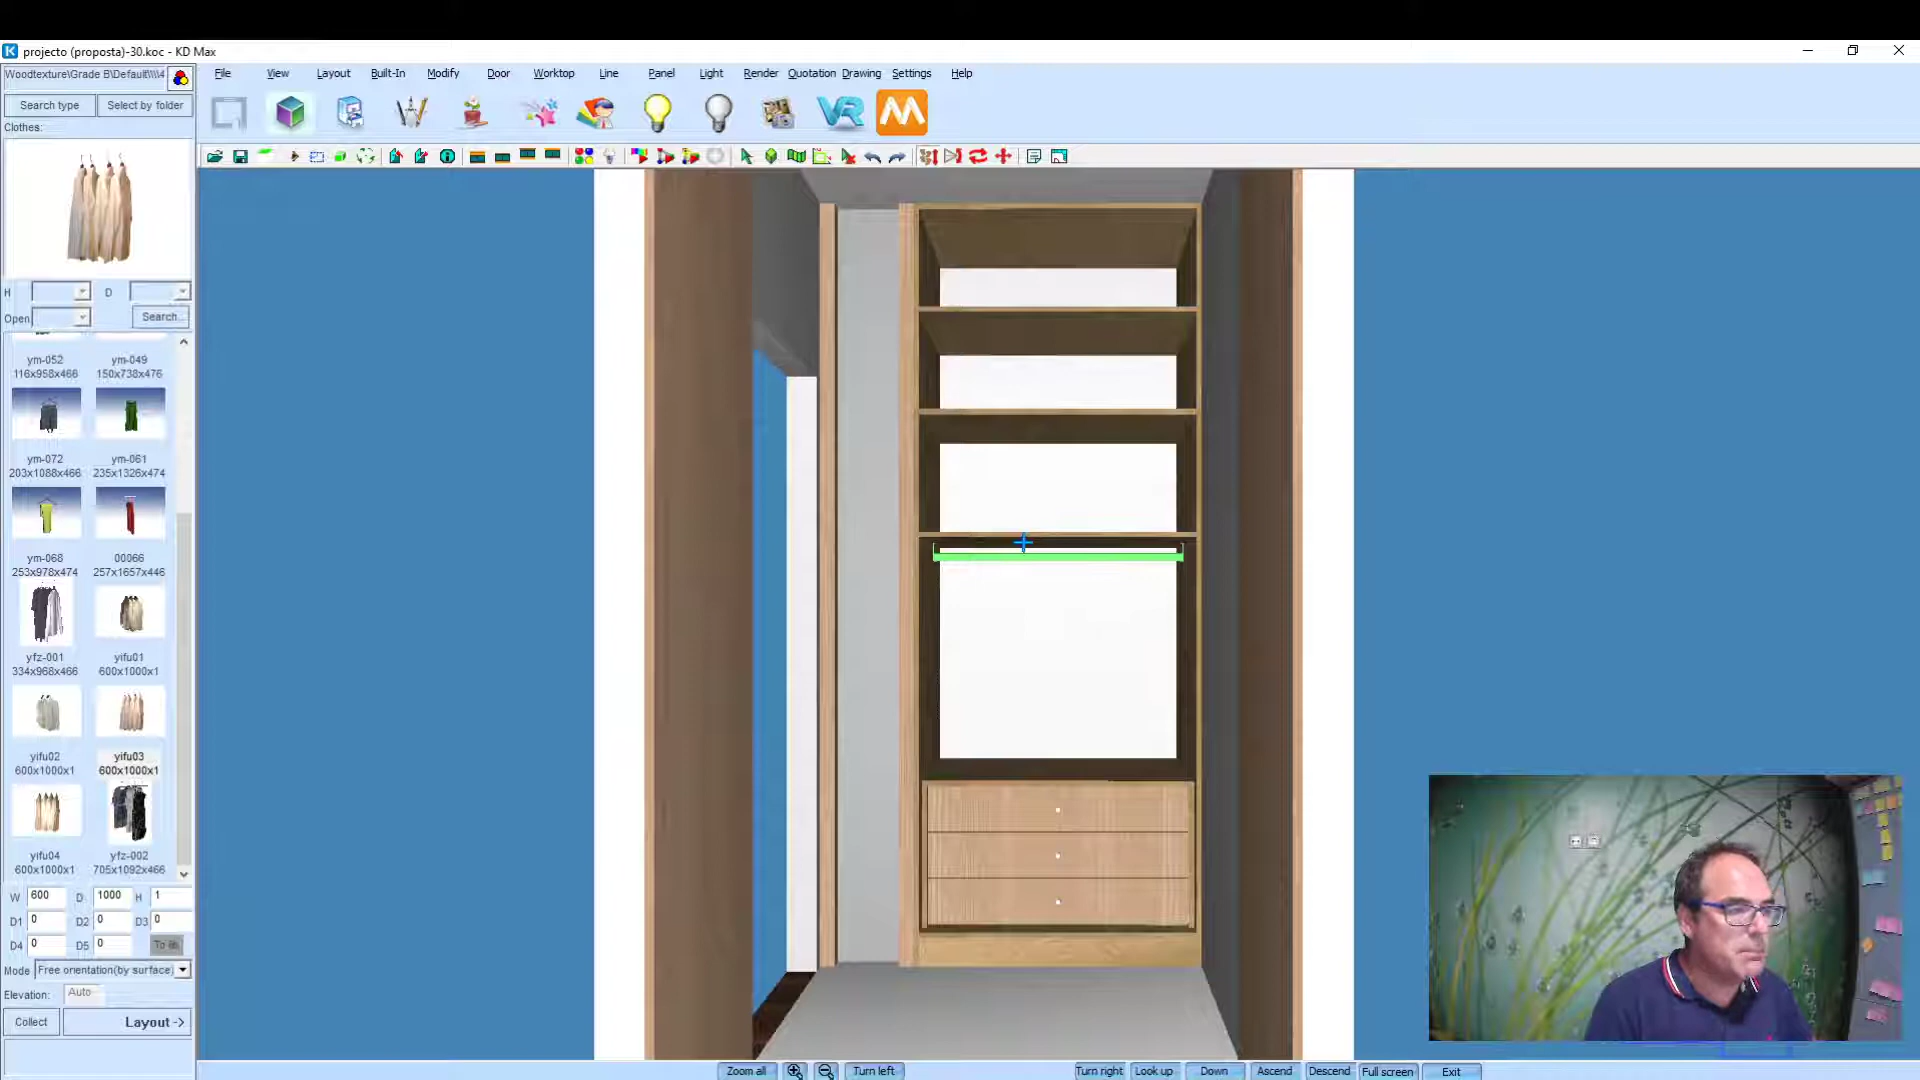 projecto (proposta)-30.koc - KD Max
Woodtexture\Grade B\Default\\\\4
File View Layout Built-In Modify Door Worktop Line Panel Light Render Quotation Drawing Settings Help
Search type Select by folder
Clothes:
VR
H D
Open Search
ym-052 ym-049
116x958x466 150x738x476
ym-072 ym-061
203x1088x466 235x1326x474
ym-068 00066
253x978x474 257x1657x446
yfz-001 yifu01
334x968x466 600x1000x1
yifu02 yifu03
600x1000x1 600x1000x1
yifu04 yfz-002
600x1000x1 705x1092x466
W 600 D 1000 H 1
D1 0 D2 0 D3 0
D4 0 D5 0 To lib
Mode Free orientation(by surface)
Elevation: Auto
Collect Layout ->
Zoom all Turn left Turn right Look up Down Ascend Descend Full screen Exit